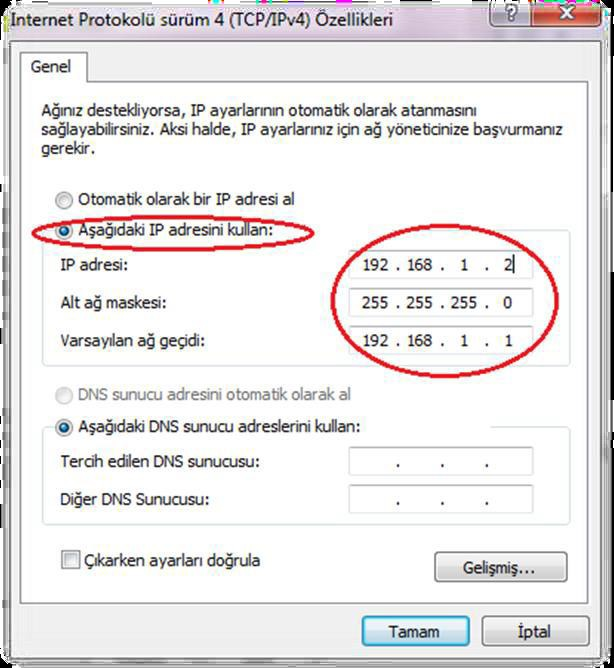 Internet Protokolü sürüm 4 (TCP/IPv4) Özellikleri
Genel
Ağınız destekliyorsa, IP ayarlarının otomatik olarak atanmasını
sağlayabilirsiniz. Aksi halde, IP ayarlarınız için ağ yöneticinize başvurmanız
gerekir.
Otomatik olarak bir IP adresi al
Aşağıdaki IP adresini kullan:
IP adresi: 192 . 168 . 1 . 2
Alt ağ maskesi: 255 . 255 . 255 . 0
Varsayılan ağ geçidi: 192 . 168 . 1 . 1
DNS sunucu adresini otomatik olarak al
Aşağıdaki DNS sunucu adreslerini kullan:
Tercih edilen DNS sunucusu: . . .
Diğer DNS Sunucusu: . . .
Çıkarken ayarları doğrula
Gelişmiş...
Tamam İptal